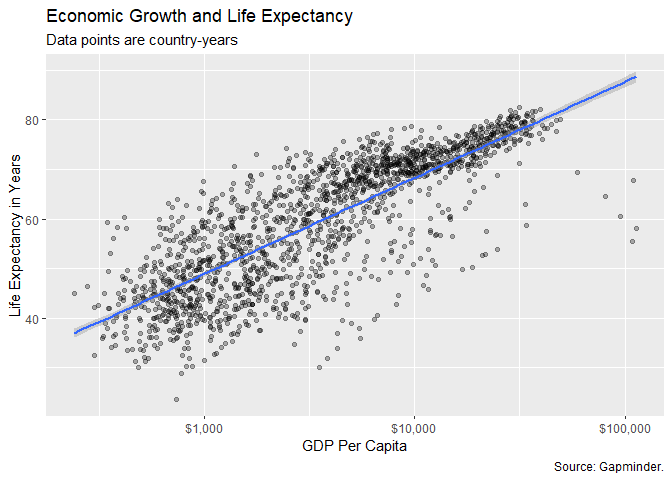 Economic Growth and Life Expectancy
Data points are country-years
Life Expectancy in Years
80
60
40
$1,000
$10,000
$100,000
GDP Per Capita
Source: Gapminder.